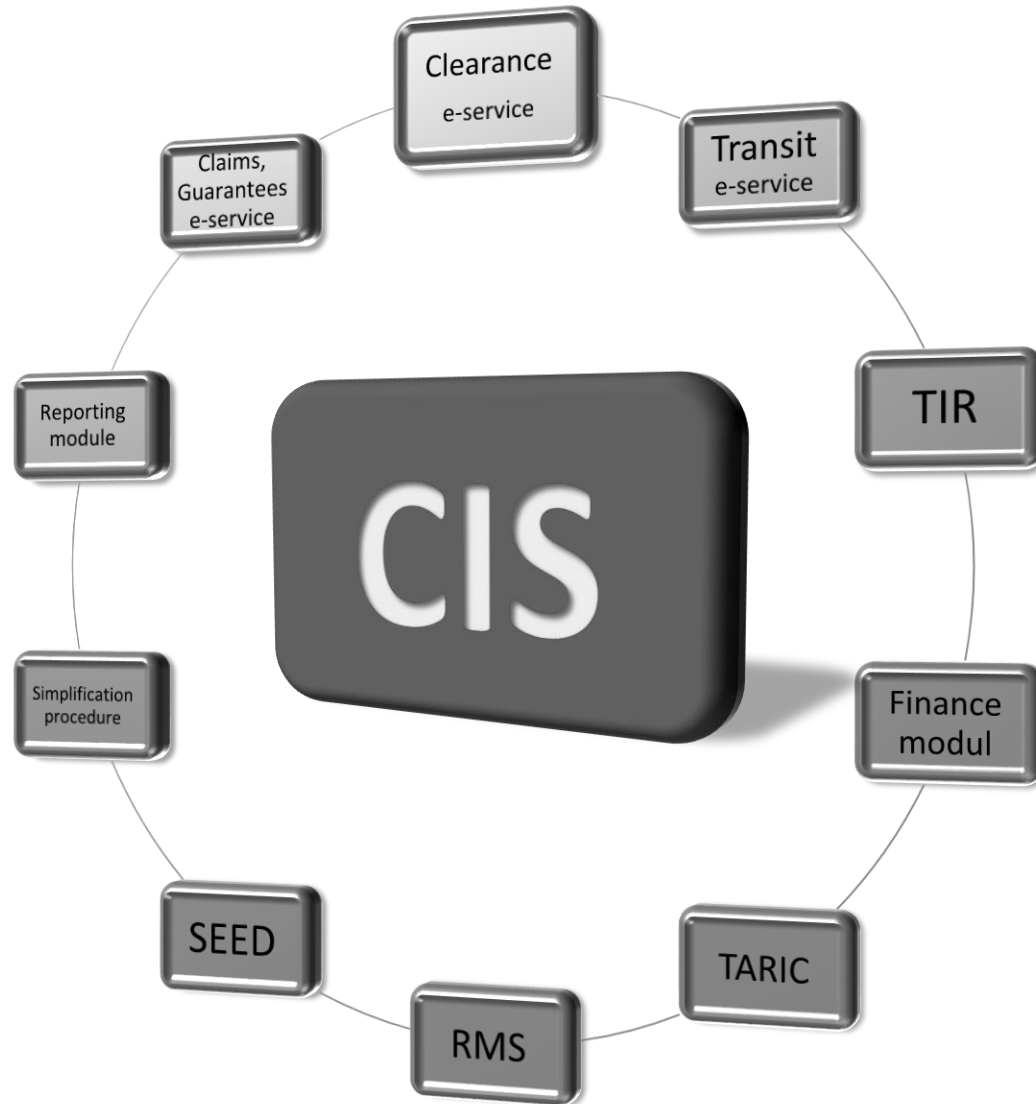 Clearance
e-service
Transit
e-service
TIR
Finance
modul
TARIC
RMS
SEED
Simplification
procedure
Reporting
module
Claims,
Guarantees
e-service
CIS